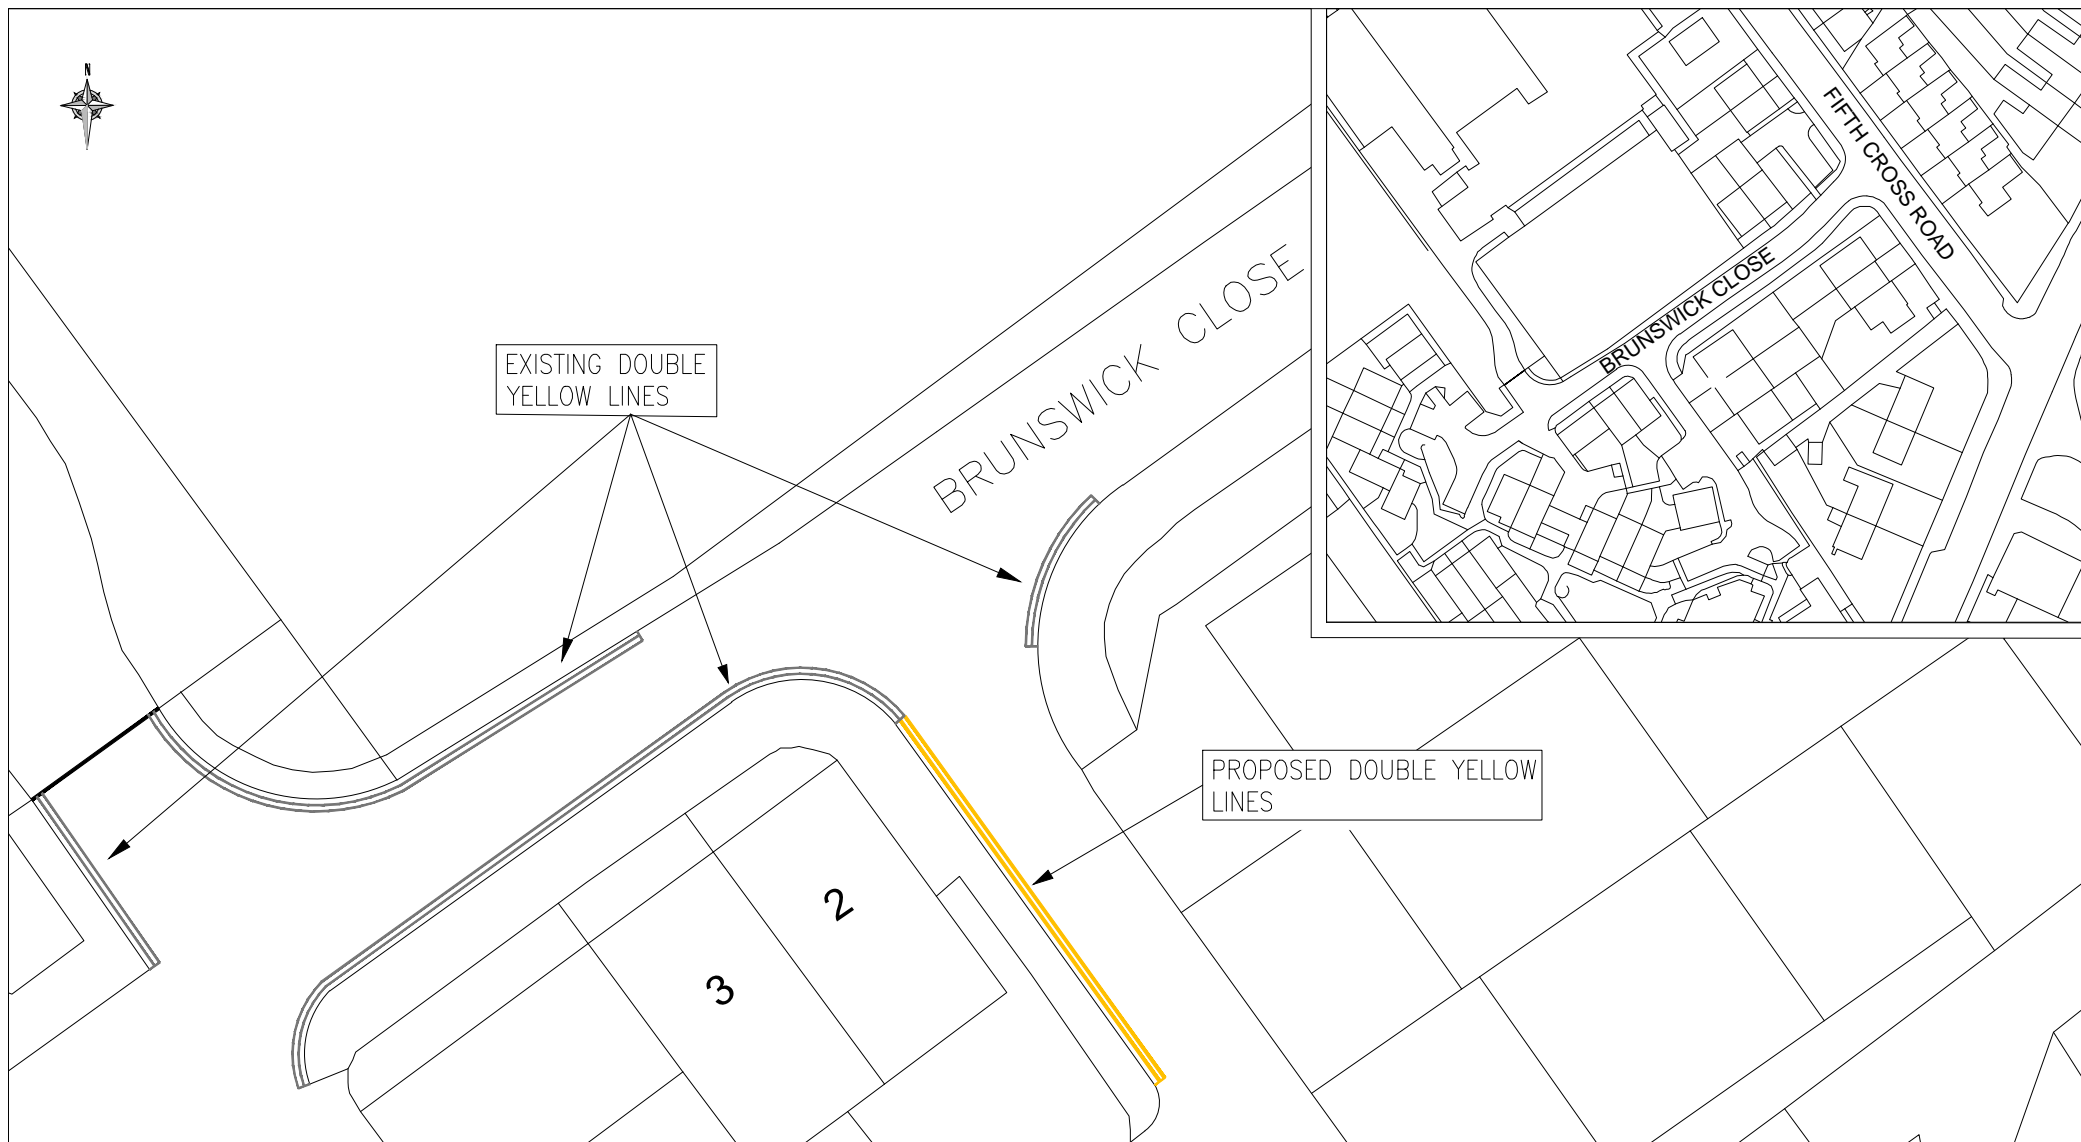 N
EXISTING DOUBLE
YELLOW LINES
BRUNSWICK CLOSE
FIFTH CROSS ROAD
BRUNSWICK CLOSE
PROPOSED DOUBLE YELLOW
LINES
2
3